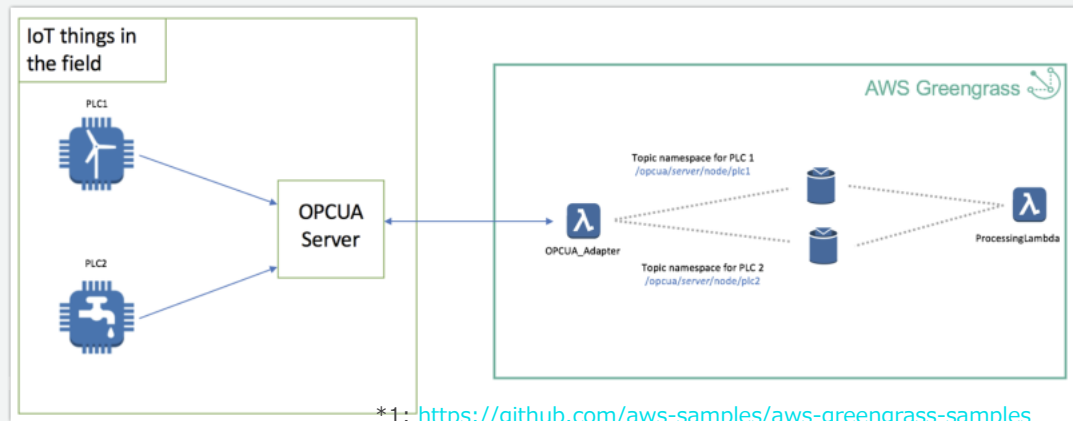 IoT things in
the field
PLC1
PLC2
OPCUA
Server
AWS Greengrass
Topic namespace for PLC 1
/opcua/server/node/plc1
OPCUA_Adapter
Topic namespace for PLC 2
/opcua/server/node/plc2
ProcessingLambda
*1: https://github.com/aws-samples/aws-greengrass-samples